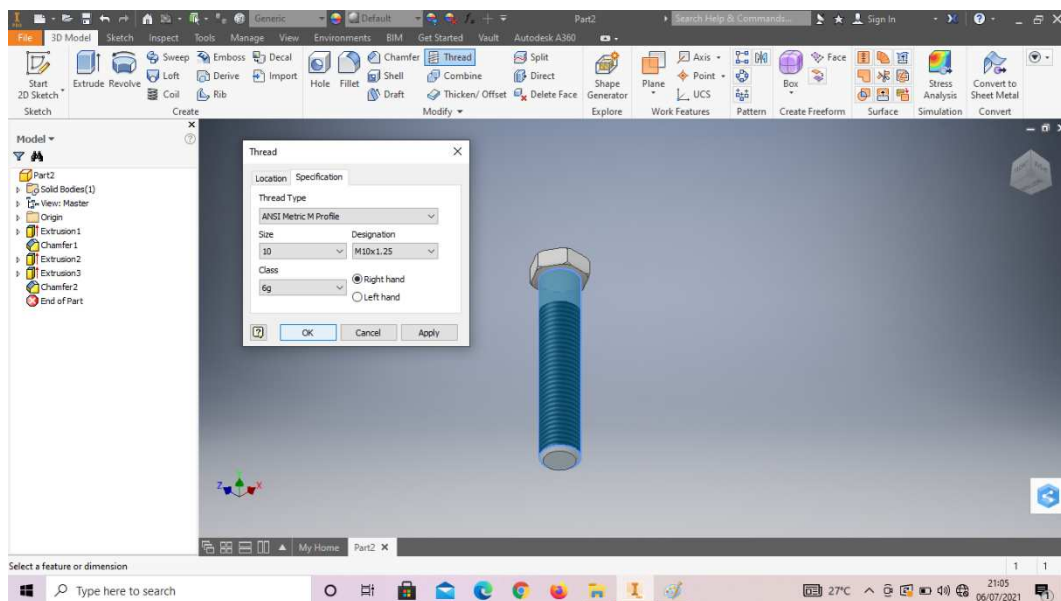 Generic Default Part2 Search Help & Commands... Sign In
File 3D Model Sketch Inspect Tools Manage View Environments BIM Get Started Vault Autodesk A360
Start
2D Sketch
Extrude Revolve
Sweep Emboss Decal
Loft Derive Import
Coil Rib
Hole Fillet
Chamfer Thread Split
Shell Combine Direct
Draft Thicken/ Offset Delete Face
Shape
Generator
Plane
Axis
Point
UCS
Box
Face
Stress
Analysis
Convert to
Sheet Metal
Sketch Create Modify Explore Work Features Pattern Create Freeform Surface Simulation Convert
Model
Part2
Solid Bodies(1)
View: Master
Origin
Extrusion1
Chamfer1
Extrusion2
Extrusion3
Chamfer2
End of Part
Thread
Location Specification
Thread Type
ANSI Metric M Profile
Size Designation
10 M10x1.25
Class
6g
Right hand
Left hand
OK Cancel Apply
Z Y X
My Home Part2
Select a feature or dimension 1 1
Type here to search
27°C
21:05
06/07/2021